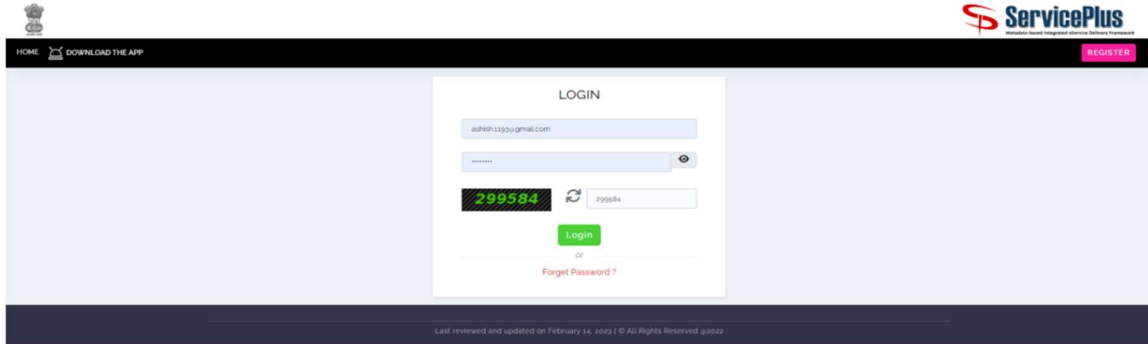 ServicePlus
Metadata-based Integrated eService Delivery Framework
HOME DOWNLOAD THE APP REGISTER
LOGIN
ashish.1193@gmail.com
••••••••
299584 299584
Login
or
Forget Password ?
Last reviewed and updated on February 14, 2023 | © All Rights Reserved @2022